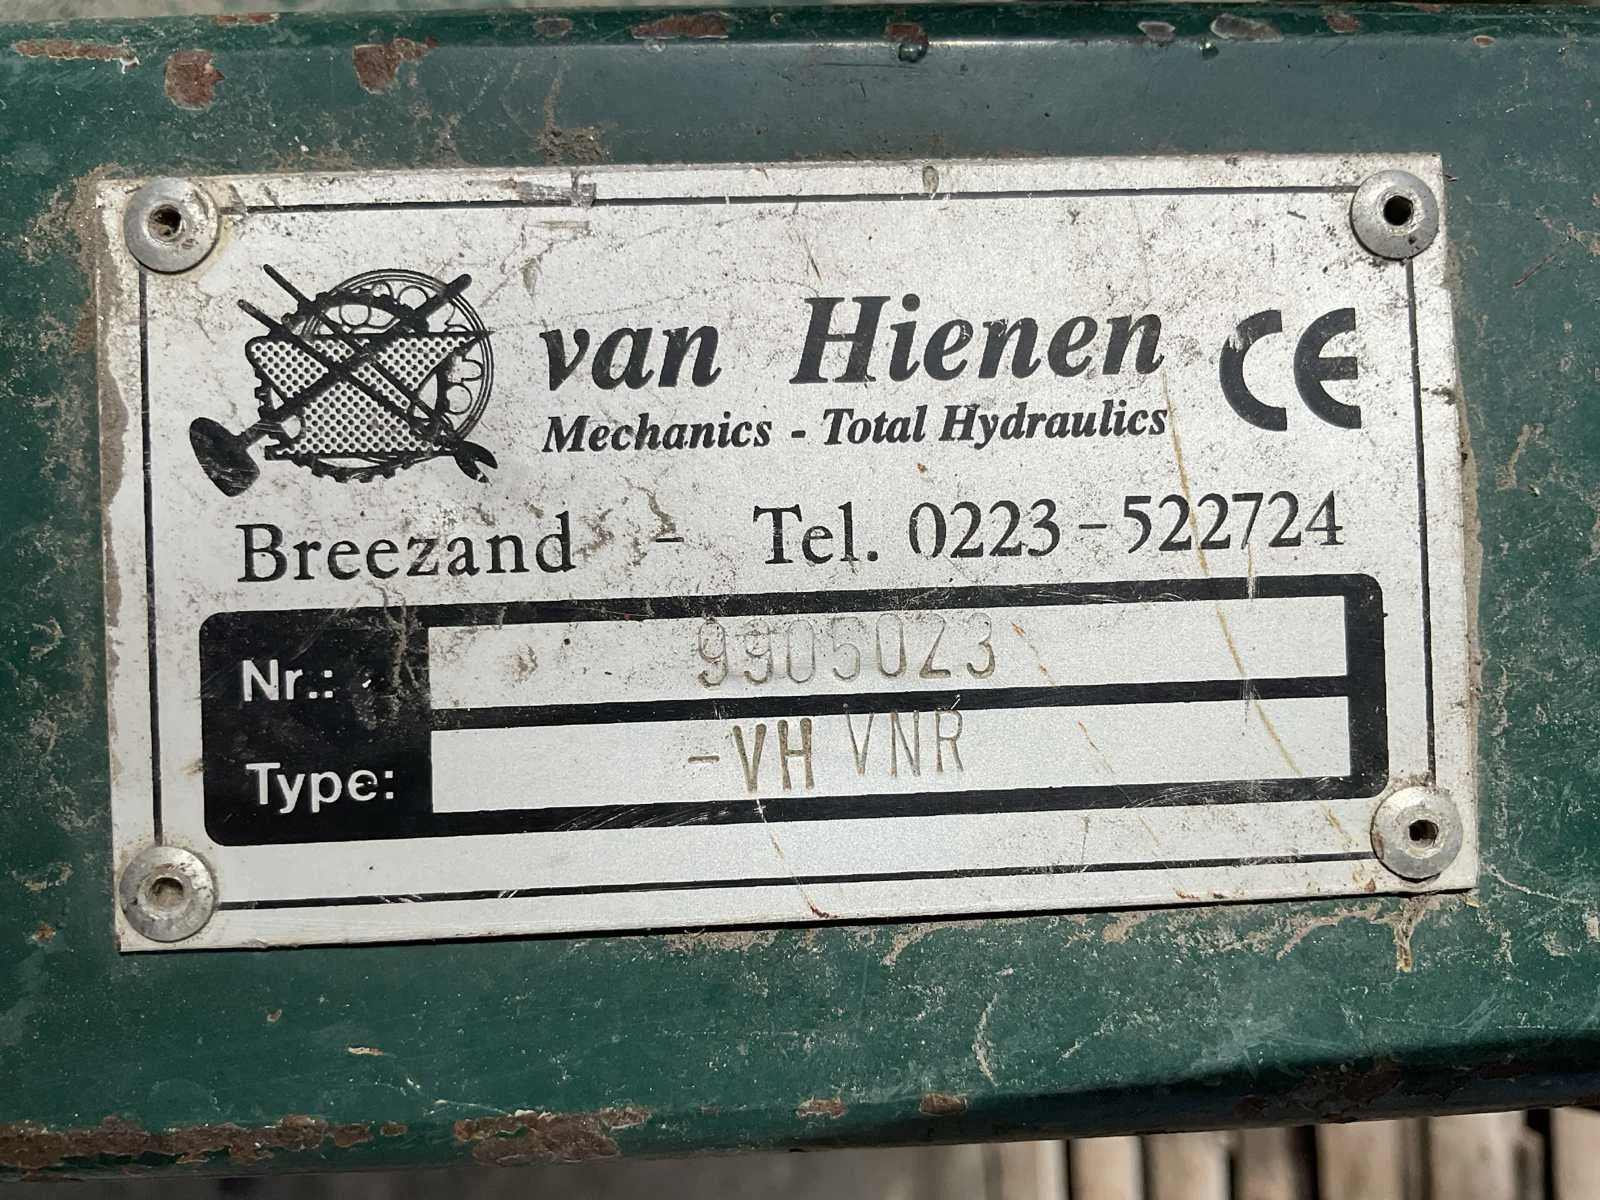 van Hienen CE
Mechanics - Total Hydraulics
Breezand - Tel. 0223-522724
Nr.: 9905023
Type: -VH VNR